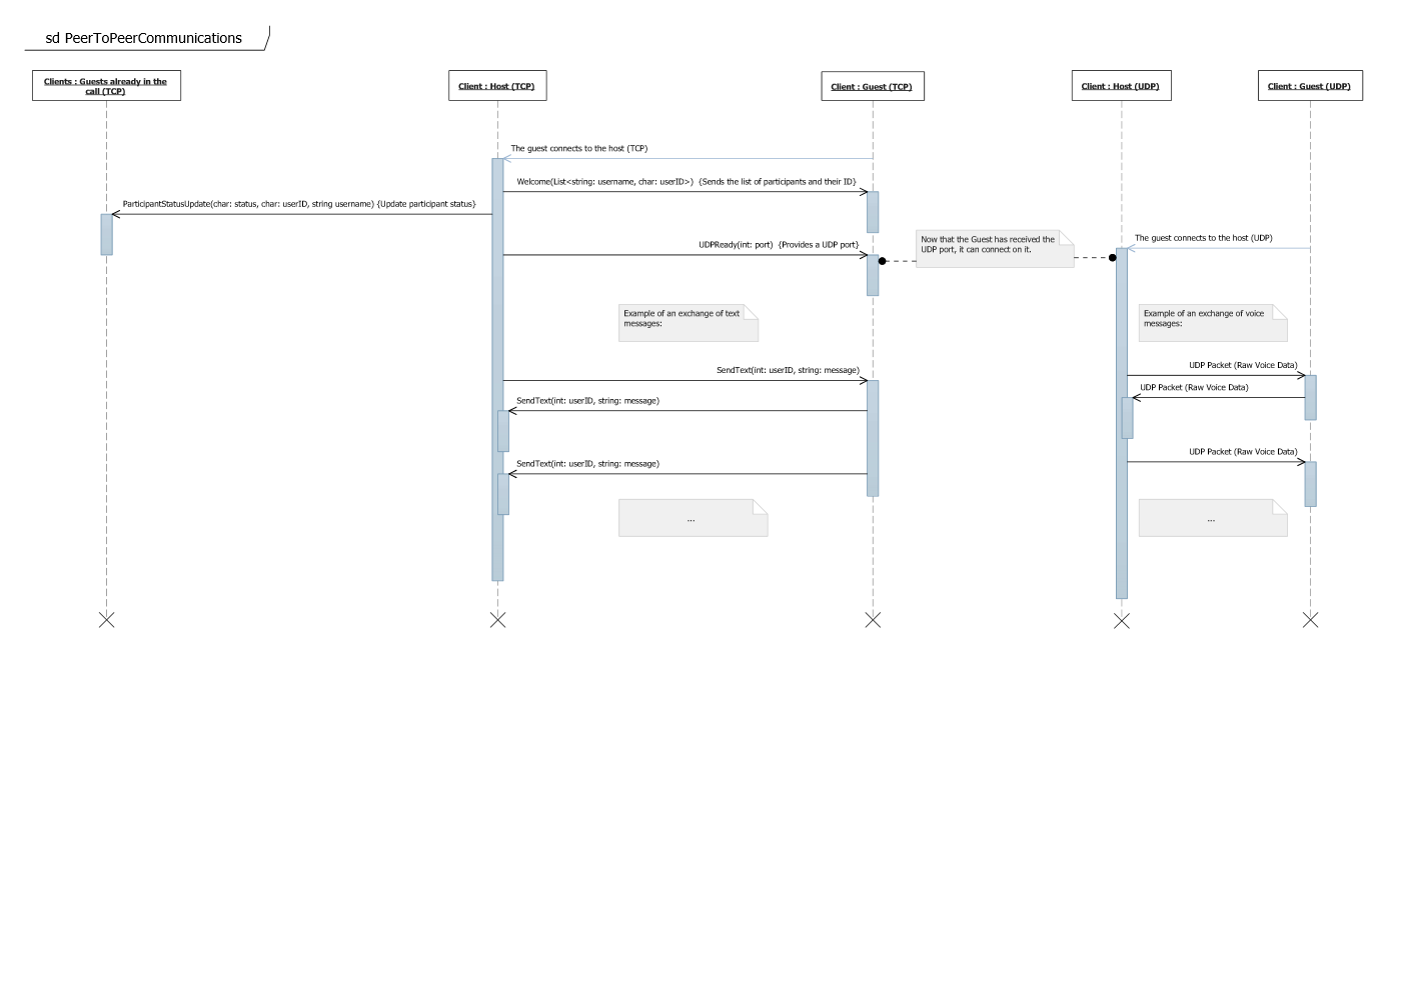 sd PeerToPeerCommunications
Clients : Guests already in the
call (TCP)
Client : Host (TCP)
Client : Guest (TCP)
Client : Host (UDP)
Client : Guest (UDP)
The guest connects to the host (TCP)
Welcome(List<string: username, char: userID>)  {Sends the list of participants and their ID}
ParticipantStatusUpdate(char: status, char: userID, string username) {Update participant status}
UDPReady(int: port)  {Provides a UDP port}
Now that the Guest has received the
UDP port, it can connect on it.
The guest connects to the host (UDP)
Example of an exchange of text
messages:
Example of an exchange of voice
messages:
SendText(int: userID, string: message)
UDP Packet (Raw Voice Data)
UDP Packet (Raw Voice Data)
SendText(int: userID, string: message)
SendText(int: userID, string: message)
UDP Packet (Raw Voice Data)
...
...